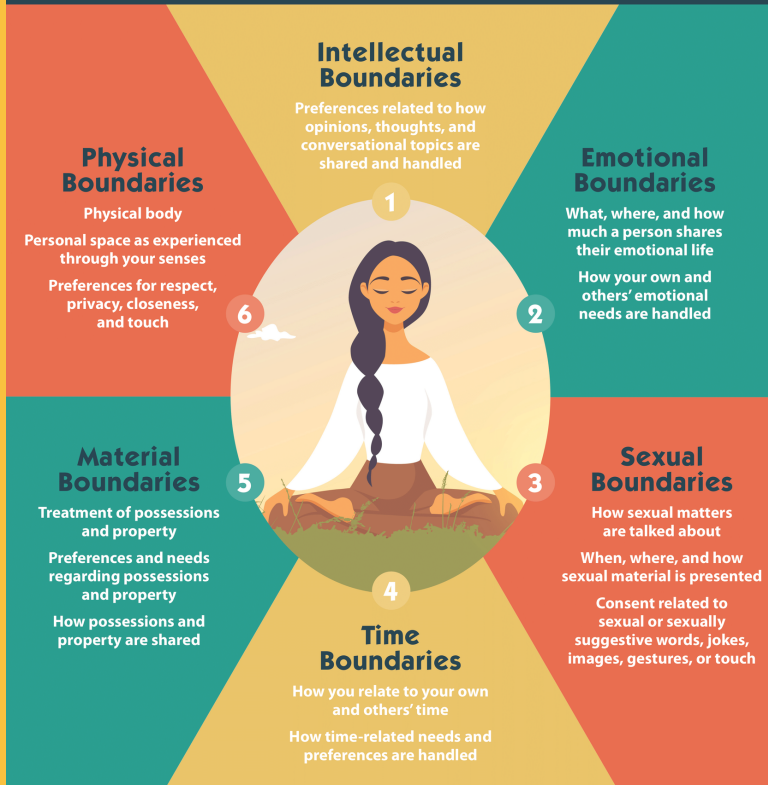 Intellectual
Boundaries
Preferences related to how
opinions, thoughts, and
conversational topics are
shared and handled
1
Emotional
Boundaries
What, where, and how
much a person shares
their emotional life
How your own and
others’ emotional
needs are handled
2
Sexual
Boundaries
How sexual matters
are talked about
When, where, and how
sexual material is presented
Consent related to
sexual or sexually
suggestive words, jokes,
images, gestures, or touch
3
4
Time
Boundaries
How you relate to your own
and others’ time
How time-related needs and
preferences are handled
Material
Boundaries
Treatment of possessions
and property
Preferences and needs
regarding possessions
and property
How possessions and
property are shared
5
Physical
Boundaries
Physical body
Personal space as experienced
through your senses
Preferences for respect,
privacy, closeness,
and touch
6